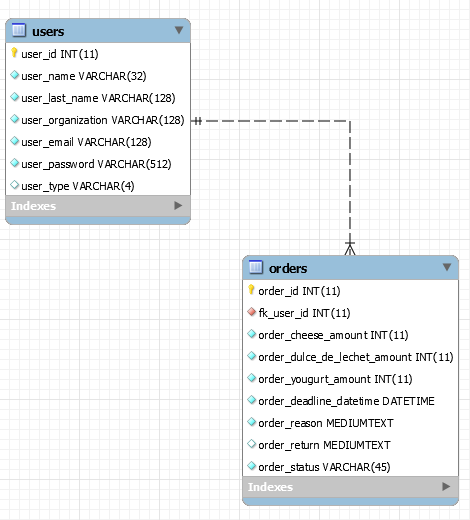 users
user_id INT(11)
user_name VARCHAR(32)
user_last_name VARCHAR(128)
user_organization VARCHAR(128)
user_email VARCHAR(128)
user_password VARCHAR(512)
user_type VARCHAR(4)
Indexes
orders
order_id INT(11)
fk_user_id INT(11)
order_cheese_amount INT(11)
order_dulce_de_lechet_amount INT(11)
order_yougurt_amount INT(11)
order_deadline_datetime DATETIME
order_reason MEDIUMTEXT
order_return MEDIUMTEXT
order_status VARCHAR(45)
Indexes